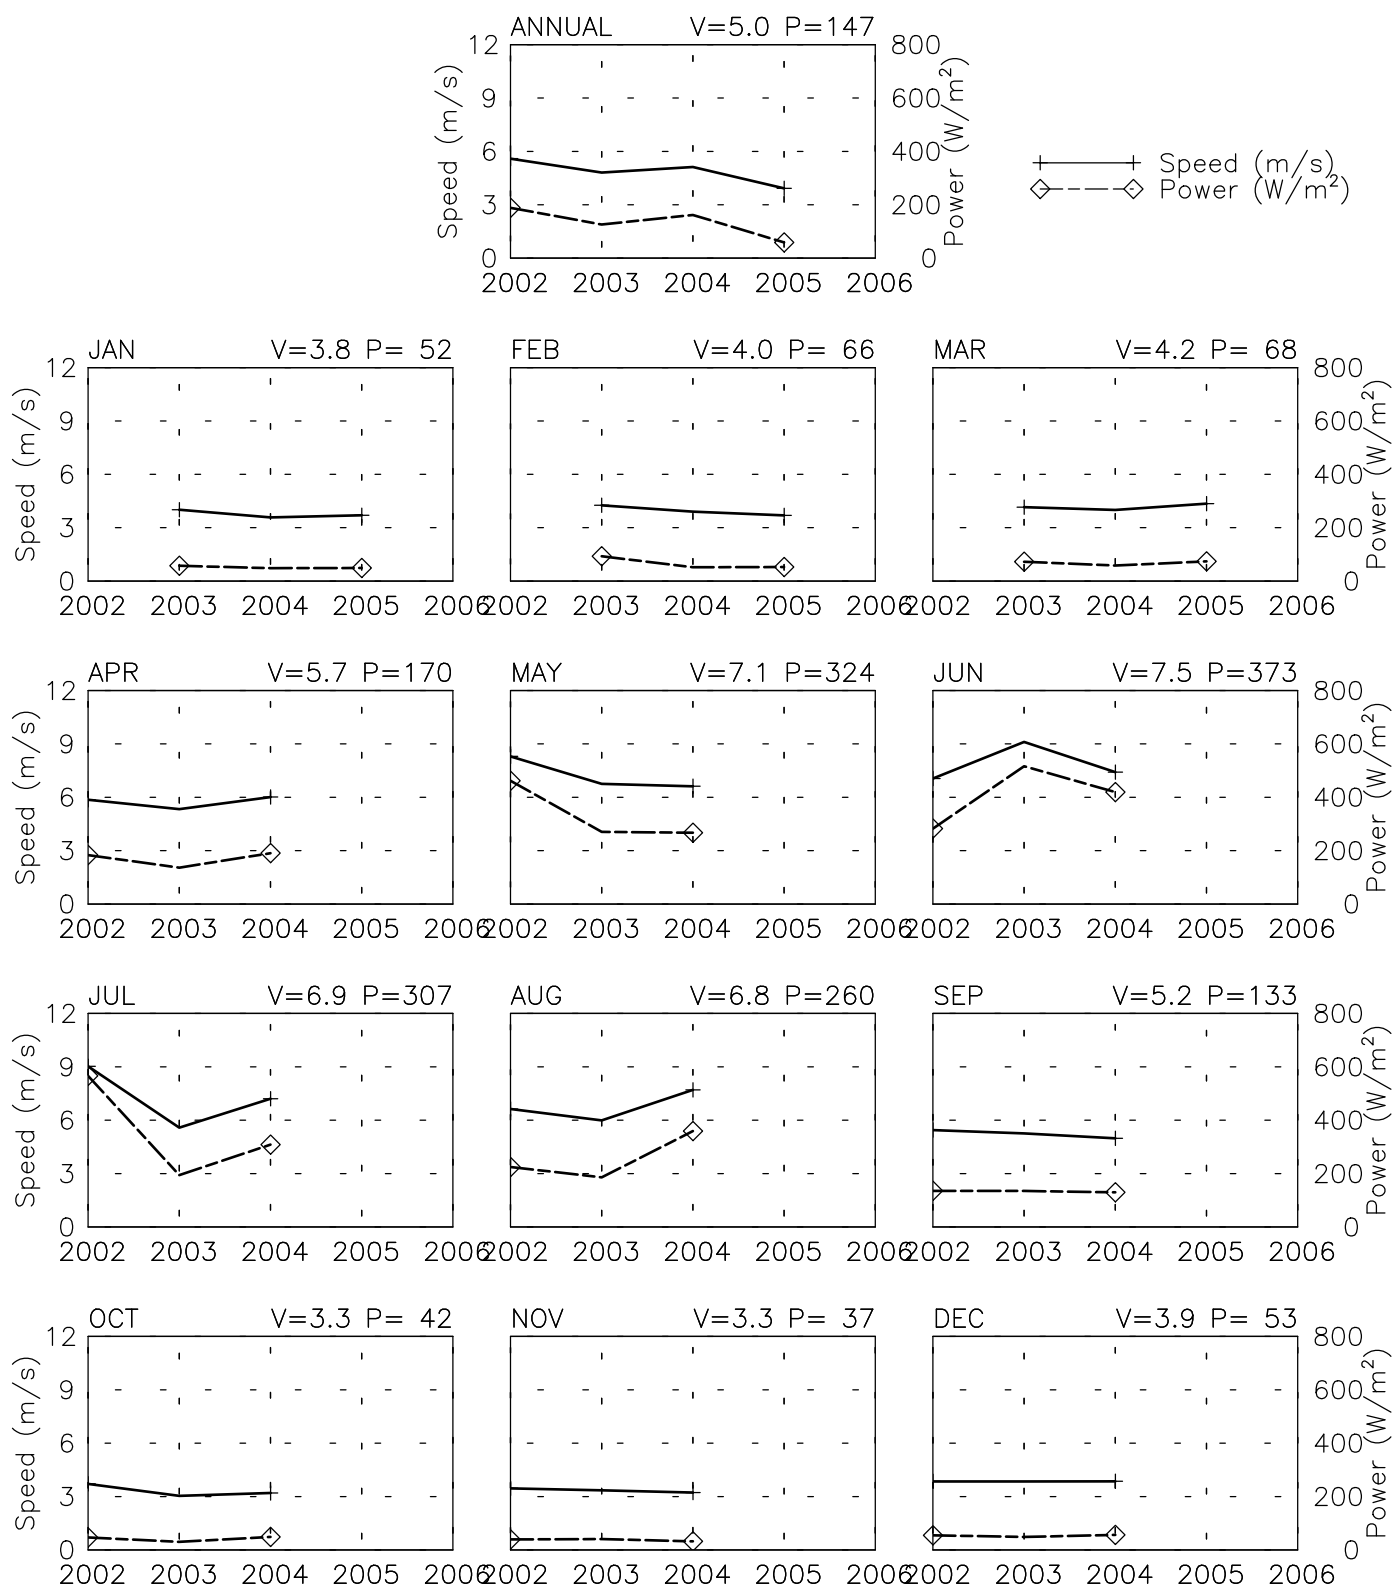 ANNUAL V=5.0 P=147
12 9 6 3 0
Speed (m/s)
800 600 400 200 0
Power (W/m²)
2002 2003 2004 2005 2006
Speed (m/s)
Power (W/m²)
JAN V=3.8 P= 52
FEB V=4.0 P= 66
MAR V=4.2 P= 68
12 9 6 3 0
Speed (m/s)
800 600 400 200 0
Power (W/m²)
2002 2003 2004 2005 2006
2002 2003 2004 2005 2006
2002 2003 2004 2005 2006
APR V=5.7 P=170
MAY V=7.1 P=324
JUN V=7.5 P=373
12 9 6 3 0
Speed (m/s)
800 600 400 200 0
Power (W/m²)
2002 2003 2004 2005 2006
2002 2003 2004 2005 2006
2002 2003 2004 2005 2006
JUL V=6.9 P=307
AUG V=6.8 P=260
SEP V=5.2 P=133
12 9 6 3 0
Speed (m/s)
800 600 400 200 0
Power (W/m²)
2002 2003 2004 2005 2006
2002 2003 2004 2005 2006
2002 2003 2004 2005 2006
OCT V=3.3 P= 42
NOV V=3.3 P= 37
DEC V=3.9 P= 53
12 9 6 3 0
Speed (m/s)
800 600 400 200 0
Power (W/m²)
2002 2003 2004 2005 2006
2002 2003 2004 2005 2006
2002 2003 2004 2005 2006